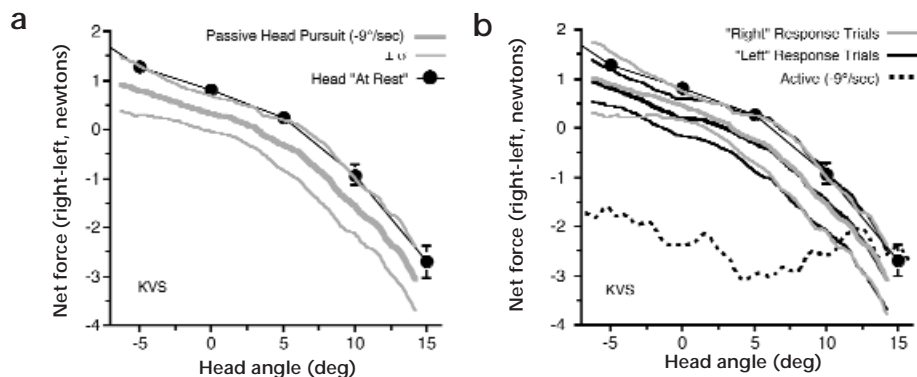 a
Passive Head Pursuit (-9°/sec)
± σ
Head "At Rest"
Net force (right-left, newtons)
2
1
0
-1
-2
-3
-4
KVS
-5
0
5
10
15
Head angle (deg)
b
"Right" Response Trials
"Left" Response Trials
Active (-9°/sec)
Net force (right-left, newtons)
2
1
0
-1
-2
-3
-4
KVS
-5
0
5
10
15
Head angle (deg)